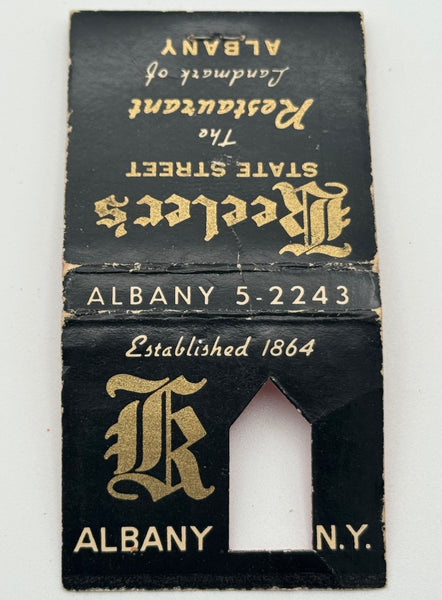 Keeler's
STATE STREET
The
Restaurant
Landmark of
ALBANY
ALBANY 5-2243
Established 1864
K
ALBANY N.Y.